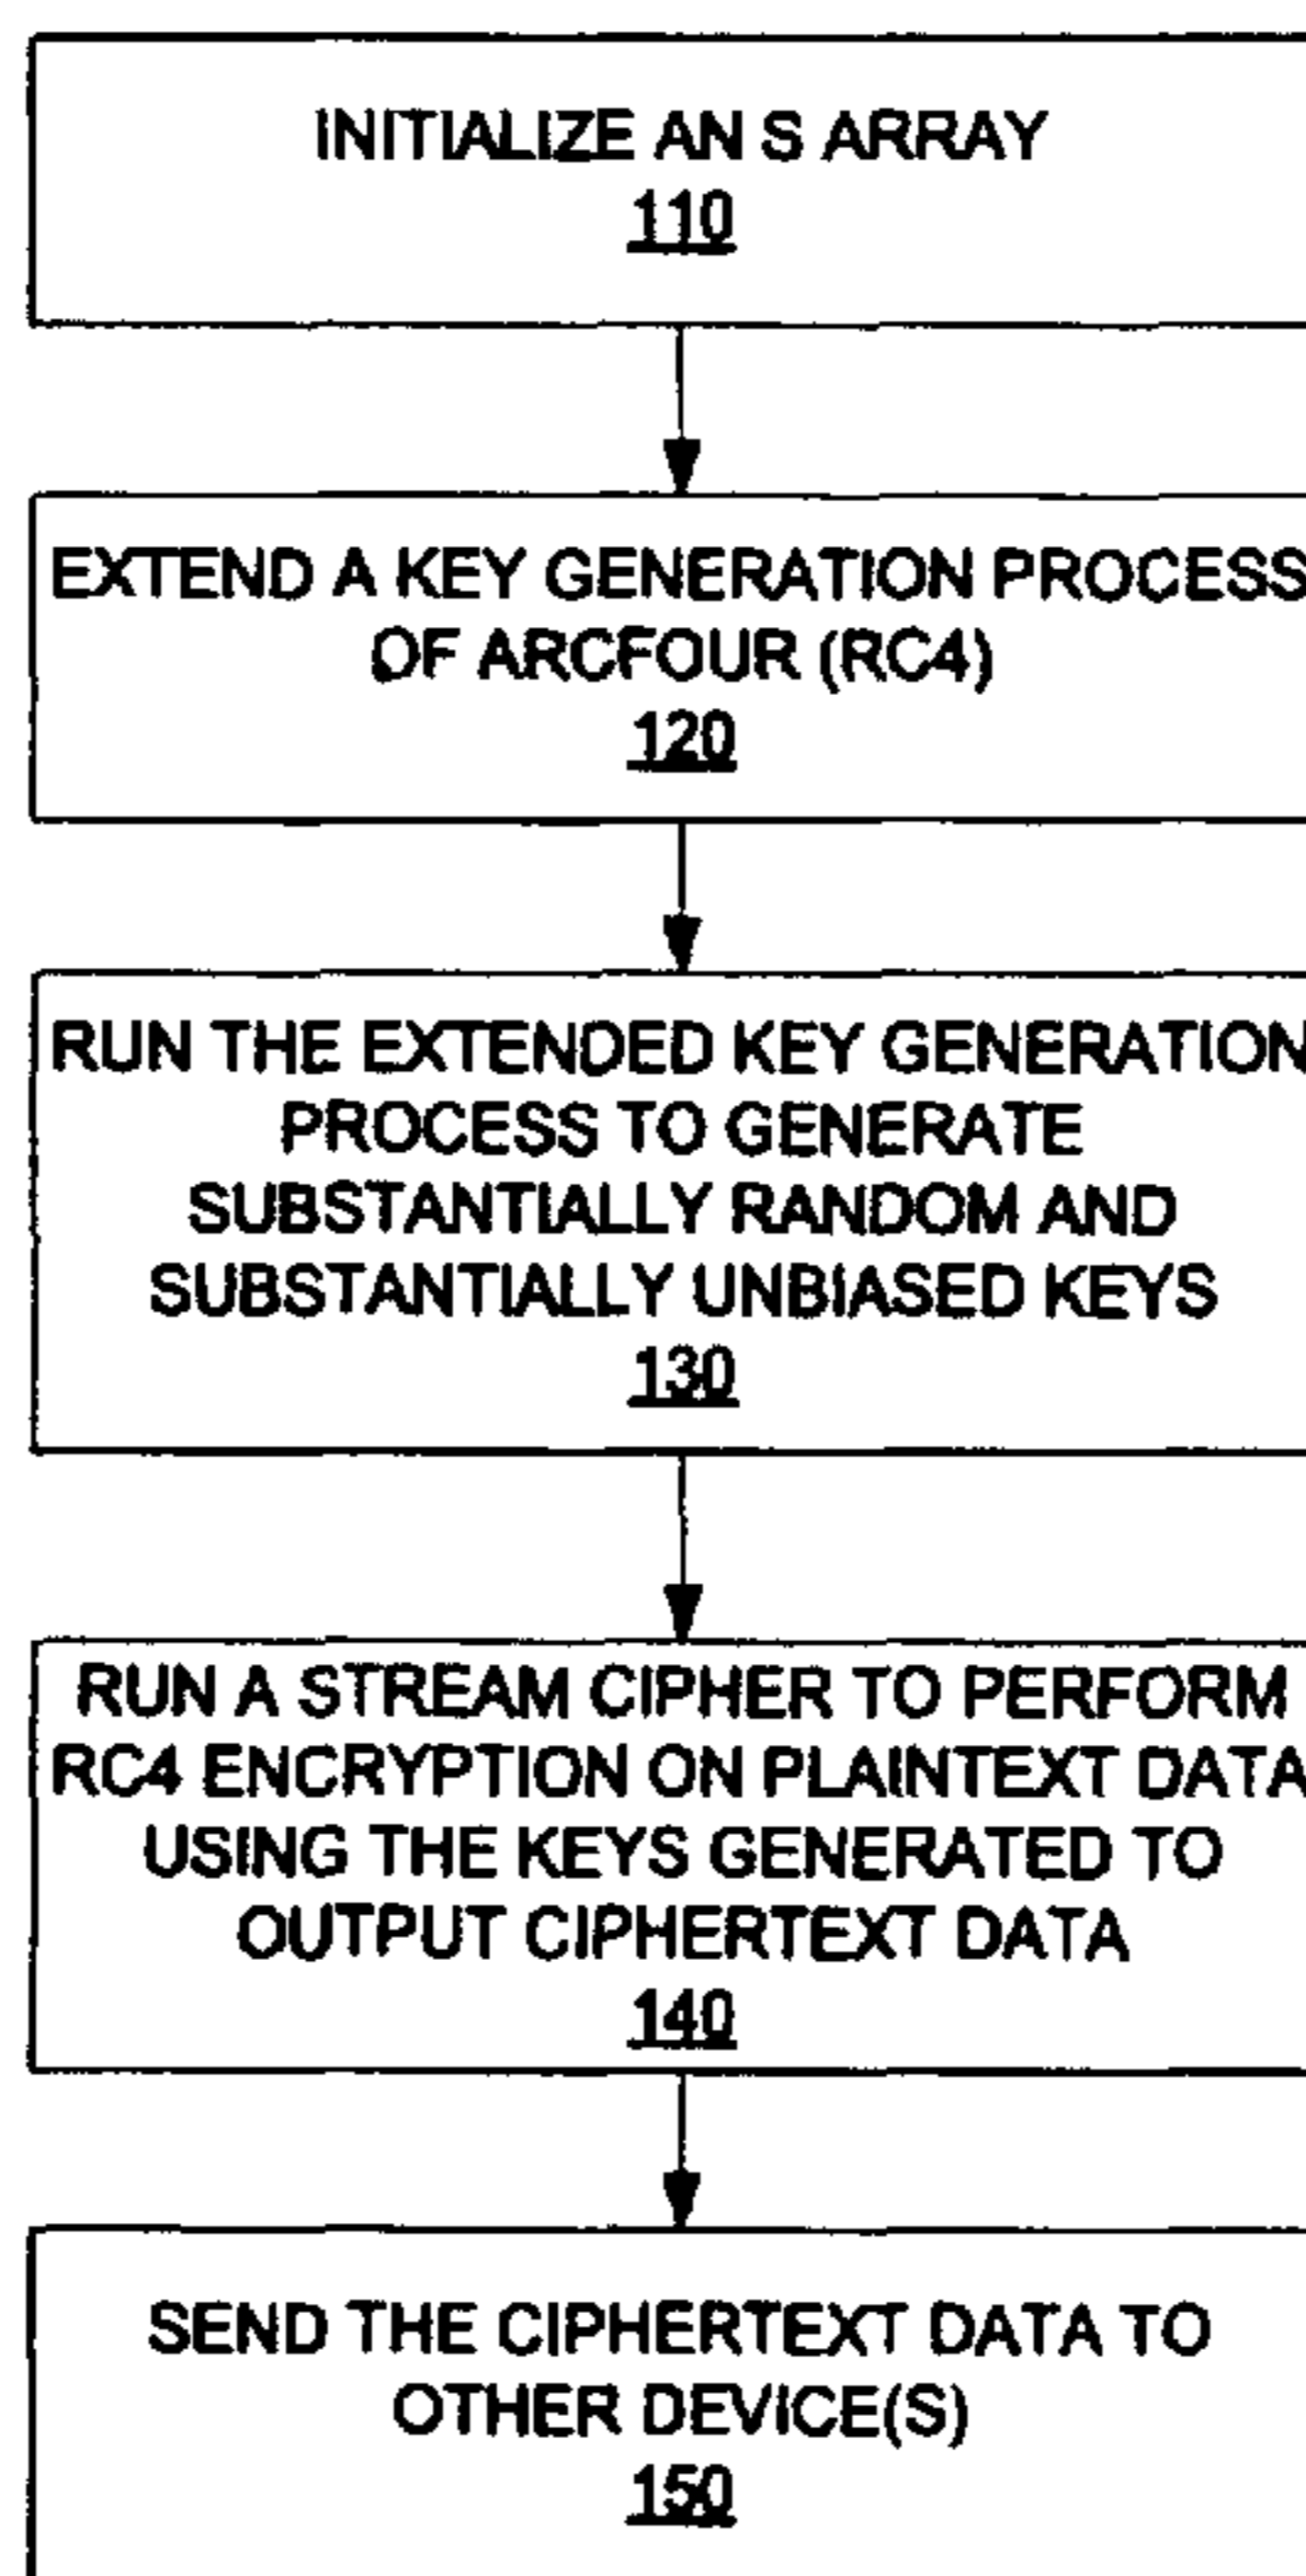 INITIALIZE AN S ARRAY
110
EXTEND A KEY GENERATION PROCESS
OF ARCFOUR (RC4)
120
RUN THE EXTENDED KEY GENERATION
PROCESS TO GENERATE
SUBSTANTIALLY RANDOM AND
SUBSTANTIALLY UNBIASED KEYS
130
RUN A STREAM CIPHER TO PERFORM
RC4 ENCRYPTION ON PLAINTEXT DATA
USING THE KEYS GENERATED TO
OUTPUT CIPHERTEXT DATA
140
SEND THE CIPHERTEXT DATA TO
OTHER DEVICE(S)
150